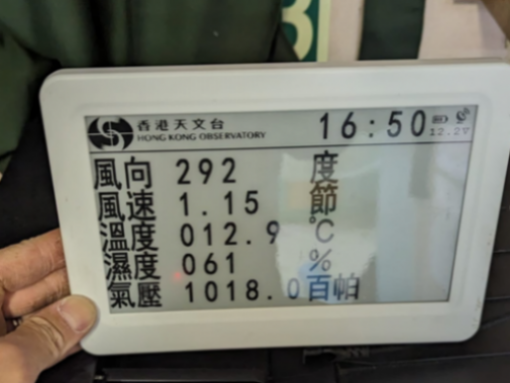 香港天文台 16:50
HONG KONG OBSERVATORY 12.2V
風向 292 度
風速 1.15 節
溫度 012.9 °C
濕度 061 %
氣壓 1018.0 百帕